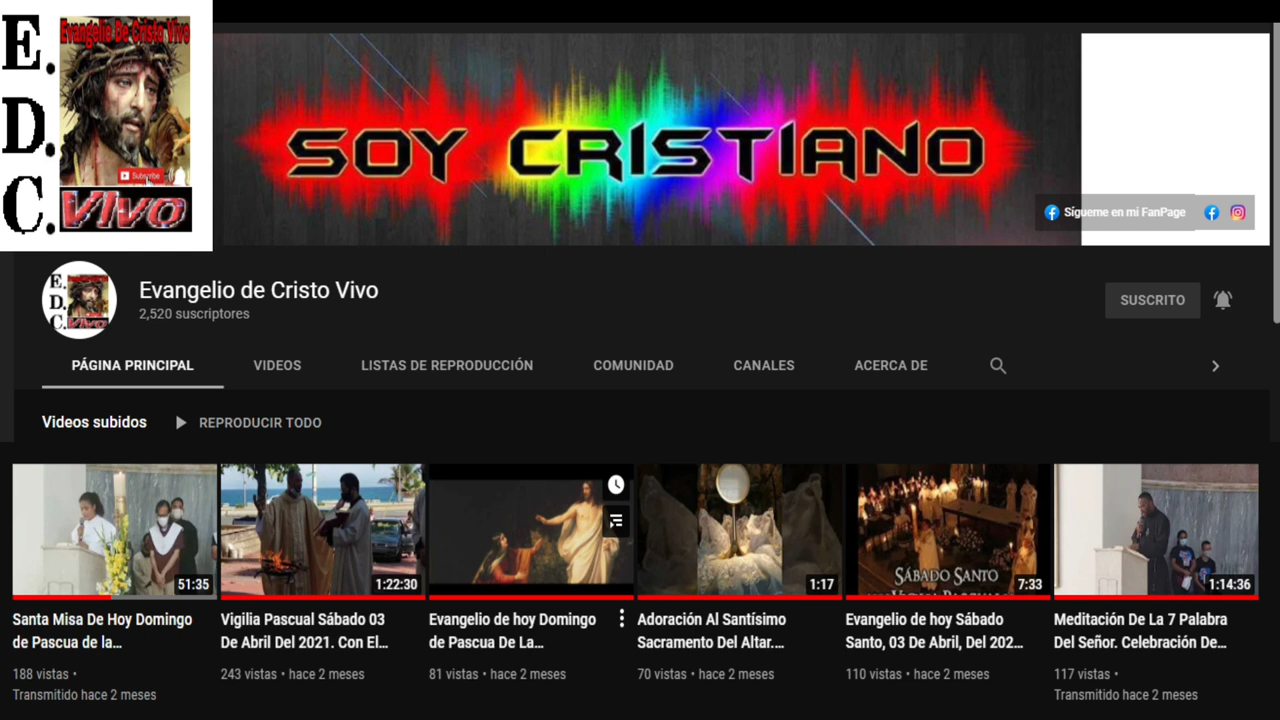 E.
D.
C.
Evangelio De Cristo Vivo
Subscribe
Vivo
SOY CRISTIANO
Sígueme en mi FanPage
Evangelio de Cristo Vivo
2,520 suscriptores
SUSCRITO
PÁGINA PRINCIPAL VIDEOS LISTAS DE REPRODUCCIÓN COMUNIDAD CANALES ACERCA DE
Videos subidos REPRODUCIR TODO
51:35 1:22:30 1:17 SÁBADO SANTO 7:33 1:14:36
Santa Misa De Hoy Domingo
de Pascua de la...
188 vistas •
Transmitido hace 2 meses
Vigilia Pascual Sábado 03
De Abril Del 2021. Con El...
243 vistas • hace 2 meses
Evangelio de hoy Domingo
de Pascua De La...
81 vistas • hace 2 meses
Adoración Al Santísimo
Sacramento Del Altar....
70 vistas • hace 2 meses
Evangelio de hoy Sábado
Santo, 03 De Abril, Del 202...
110 vistas • hace 2 meses
Meditación De La 7 Palabra
Del Señor. Celebración De...
117 vistas •
Transmitido hace 2 meses